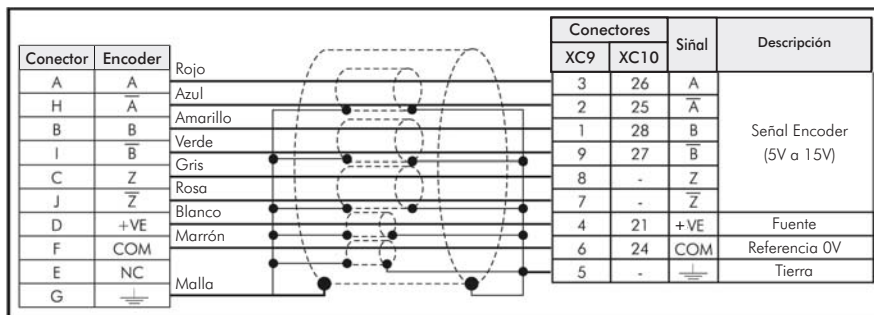 Conector Encoder
A A
H A̅
B B
I B̅
C Z
J Z̅
D +VE
F COM
E NC
G
Rojo
Azul
Amarillo
Verde
Gris
Rosa
Blanco
Marrón
Malla
Conectores Siñal Descripción
XC9 XC10
3 26 A
2 25 A̅
1 28 B
9 27 B̅
8 - Z
7 - Z̅
Señal Encoder
(5V a 15V)
4 21 +VE Fuente
6 24 COM Referencia 0V
5 - Tierra